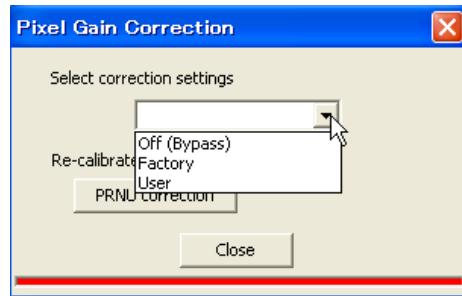 Pixel Gain Correction
Select correction settings
Off (Bypass)
Re-calibrate
Factory
User
PRNU correction
Close